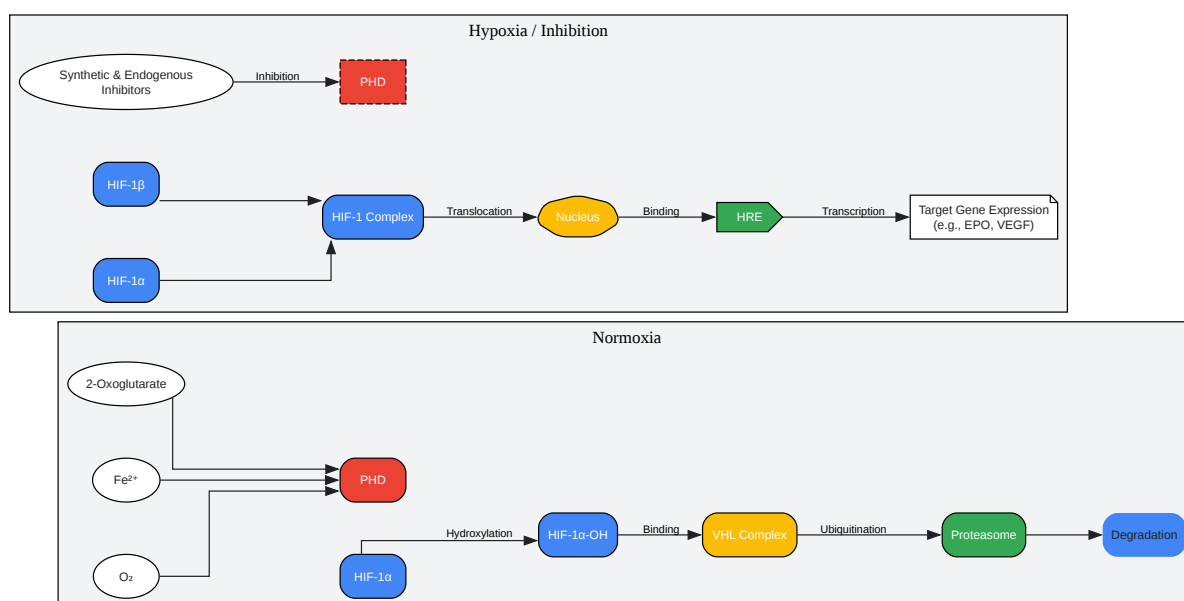 Hypoxia / Inhibition
Synthetic & Endogenous
Inhibitors
Inhibition
PHD
HIF-1β
HIF-1α
HIF-1 Complex
Translocation
Nucleus
Binding
HRE
Transcription
Target Gene Expression
(e.g., EPO, VEGF)
Normoxia
2-Oxoglutarate
Fe²⁺
O₂
PHD
HIF-1α
Hydroxylation
HIF-1α-OH
Binding
VHL Complex
Ubiquitination
Proteasome
Degradation